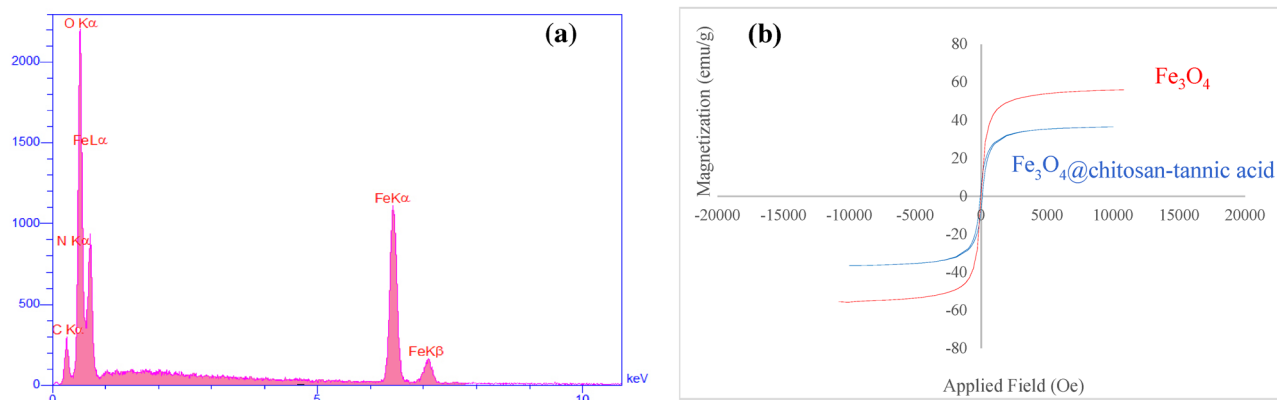 O Kα
(a)
2000
FeLα
1500
1000
FeKα
N Kα
500
C Kα
FeKβ
0
0
5
10
keV
(b)
Magnetization (emu/g)
80
60
40
20
0
-20
-40
-60
-80
Fe₃O₄
Fe₃O₄@chitosan-tannic acid
-20000
-15000
-10000
-5000
0
5000
10000
15000
20000
Applied Field (Oe)